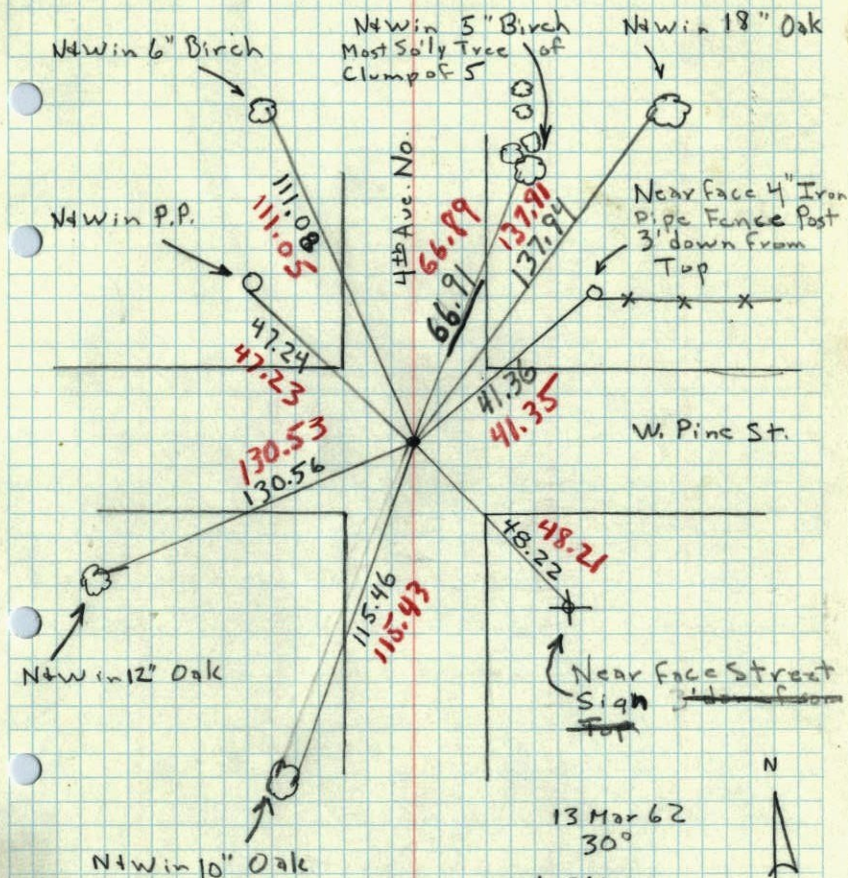 N+W in 6" Birch
N+W in 5" Birch
Most So'ly Tree of
Clump of 5
N+W in 18" Oak
N+W in P.P.
111.08
111.05
4th Ave. No.
66.89
66.91
137.91
137.94
Near Face 4" Iron
Pipe Fence Post
3' down from
Top
47.24
47.23
41.36
41.35
W. Pine St.
130.53
130.56
48.21
48.22
115.46
115.43
N+W in 12" Oak
Near Face Street
Sign 3' down from
Top
N+W in 10" Oak
13 Mar 62
30°
N